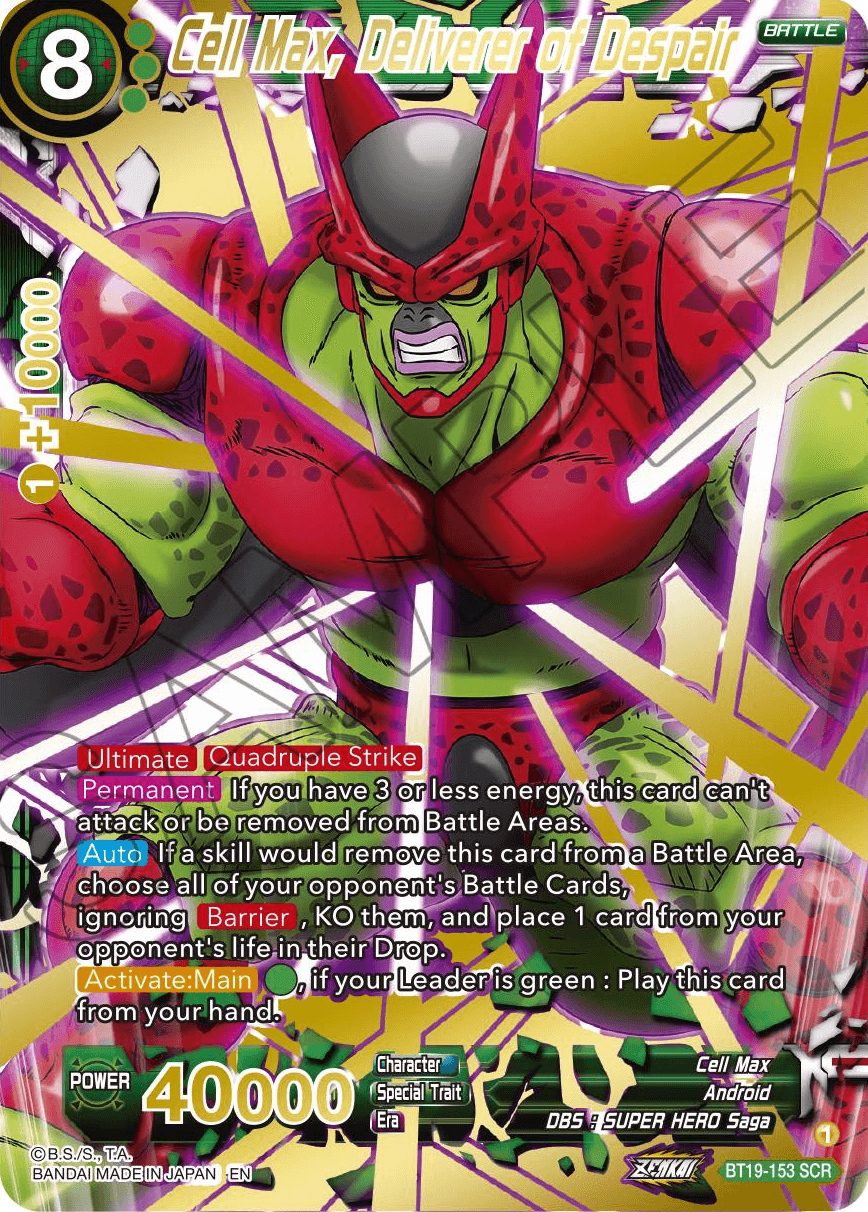 8
Cell Max, Deliverer of Despair
BATTLE
1 +10000
SAMPLE
Ultimate Quadruple Strike
Permanent If you have 3 or less energy, this card can't
attack or be removed from Battle Areas.
Auto If a skill would remove this card from a Battle Area,
choose all of your opponent's Battle Cards,
ignoring Barrier, KO them, and place 1 card from your
opponent's life in their Drop.
Activate:Main , if your Leader is green : Play this card
from your hand.
POWER 40000
Character Cell Max
Special Trait Android
Era DBS : SUPER HERO Saga
1
©B.S./S., T.A.
BANDAI MADE IN JAPAN EN
ZENKAI
BT19-153 SCR